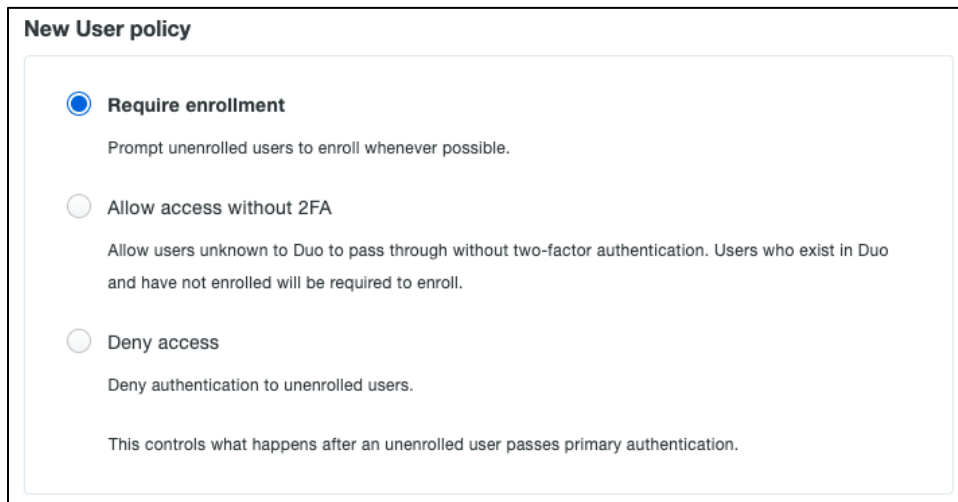 New User policy
Require enrollment
Prompt unenrolled users to enroll whenever possible.
Allow access without 2FA
Allow users unknown to Duo to pass through without two-factor authentication. Users who exist in Duo
and have not enrolled will be required to enroll.
Deny access
Deny authentication to unenrolled users.
This controls what happens after an unenrolled user passes primary authentication.